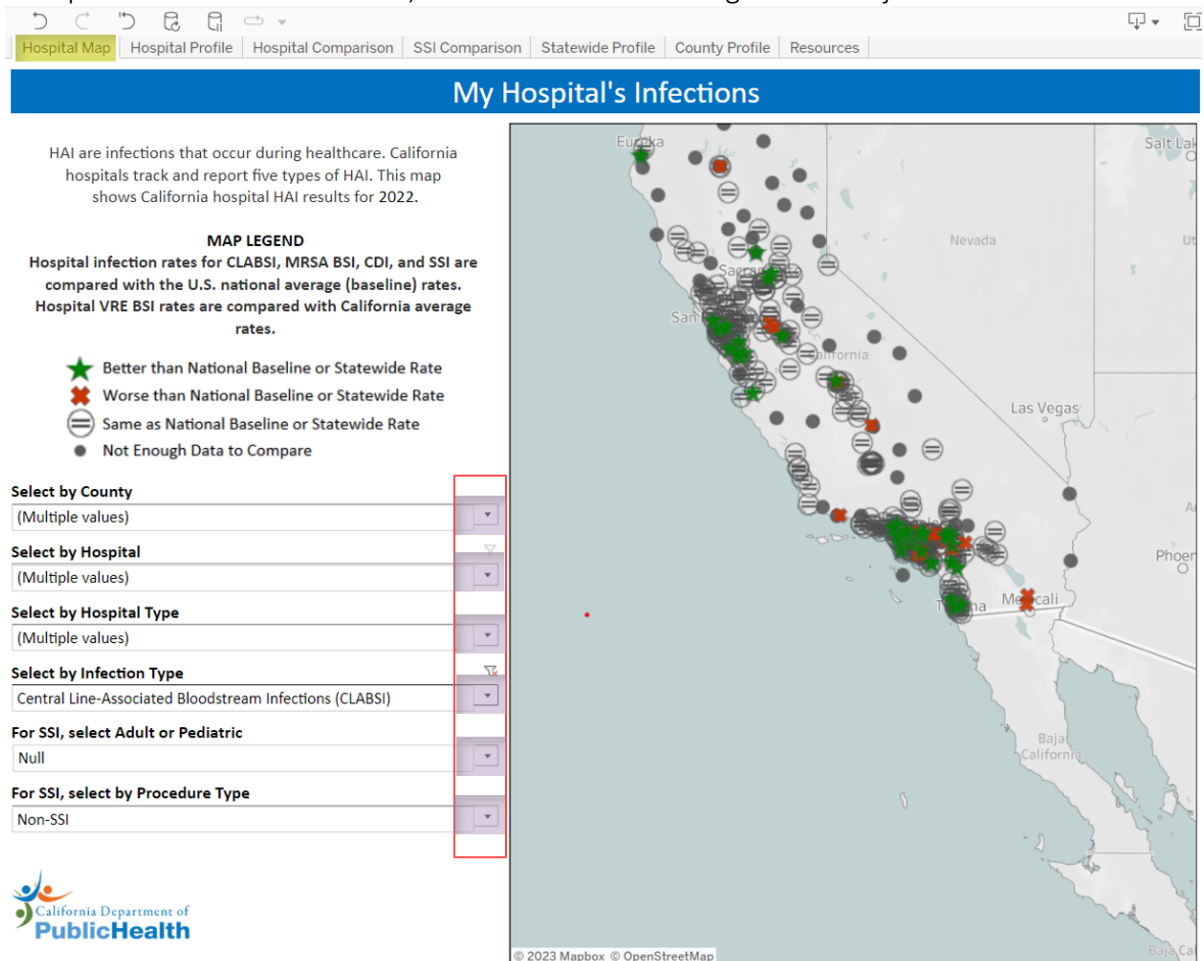 Hospital Map Hospital Profile Hospital Comparison SSI Comparison Statewide Profile County Profile Resources
My Hospital's Infections
HAI are infections that occur during healthcare. California
hospitals track and report five types of HAI. This map
shows California hospital HAI results for 2022.
MAP LEGEND
Hospital infection rates for CLABSI, MRSA BSI, CDI, and SSI are
compared with the U.S. national average (baseline) rates.
Hospital VRE BSI rates are compared with California average
rates.
Better than National Baseline or Statewide Rate
Worse than National Baseline or Statewide Rate
Same as National Baseline or Statewide Rate
Not Enough Data to Compare
Select by County
(Multiple values)
Select by Hospital
(Multiple values)
Select by Hospital Type
(Multiple values)
Select by Infection Type
Central Line-Associated Bloodstream Infections (CLABSI)
For SSI, select Adult or Pediatric
Null
For SSI, select by Procedure Type
Non-SSI
California Department of
PublicHealth
Eureka
Salt Lak
Nevada
Ut
San
California
Las Vegas
Phoen
Mexicali
Baja
California
Baja Cal
© 2023 Mapbox © OpenStreetMap